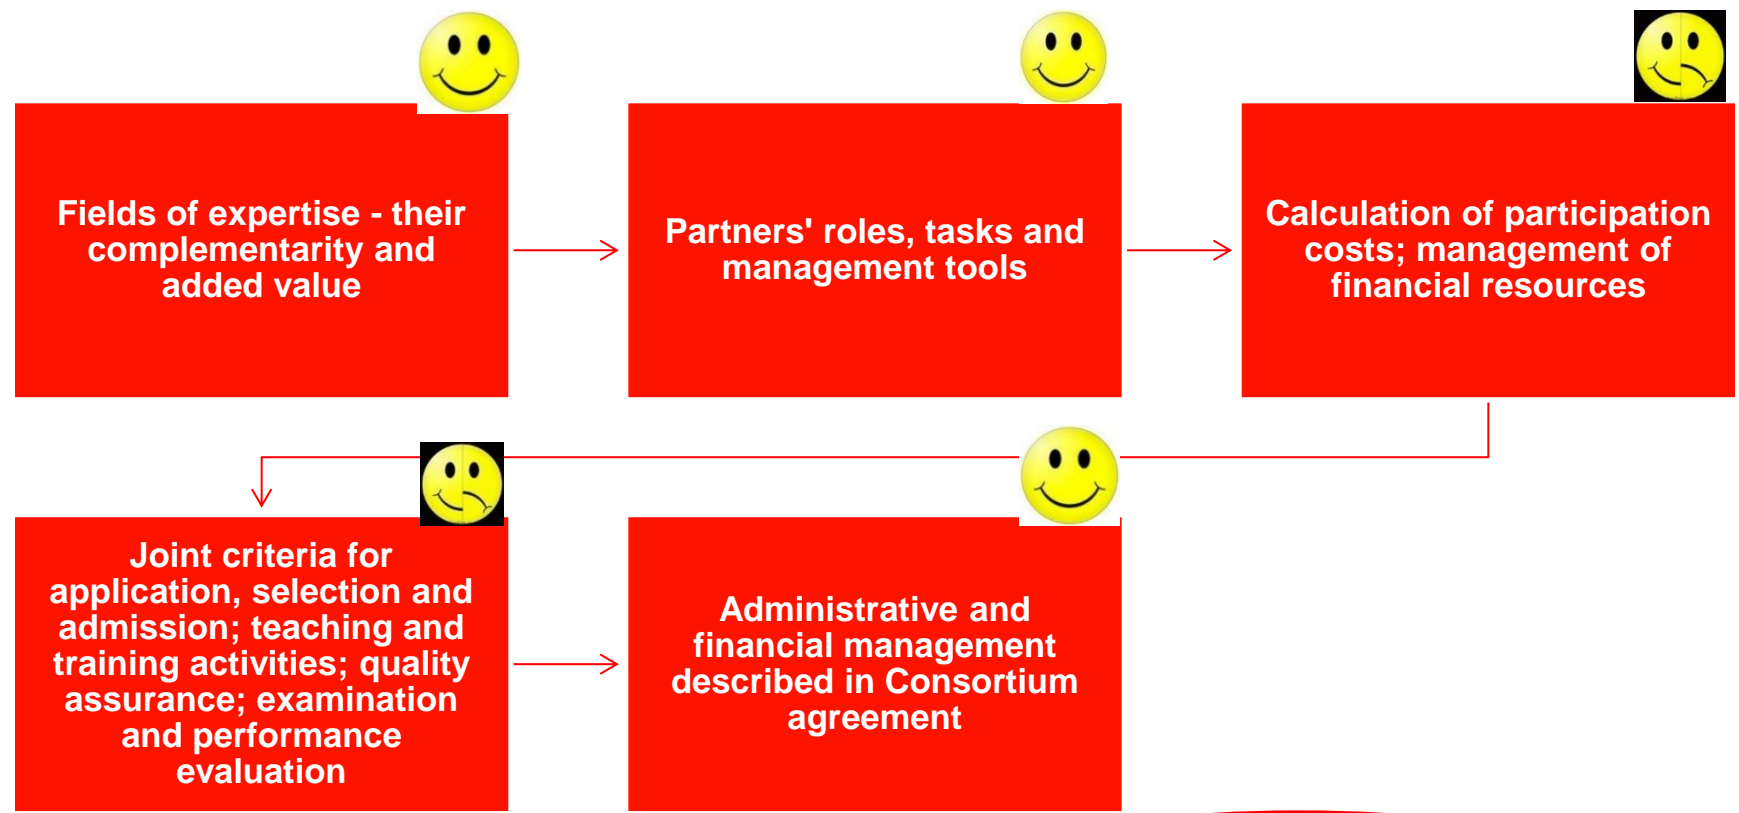 Fields of expertise - their
complementarity and
added value
Partners' roles, tasks and
management tools
Calculation of participation
costs; management of
financial resources
Joint criteria for
application, selection and
admission; teaching and
training activities; quality
assurance; examination
and performance
evaluation
Administrative and
financial management
described in Consortium
agreement